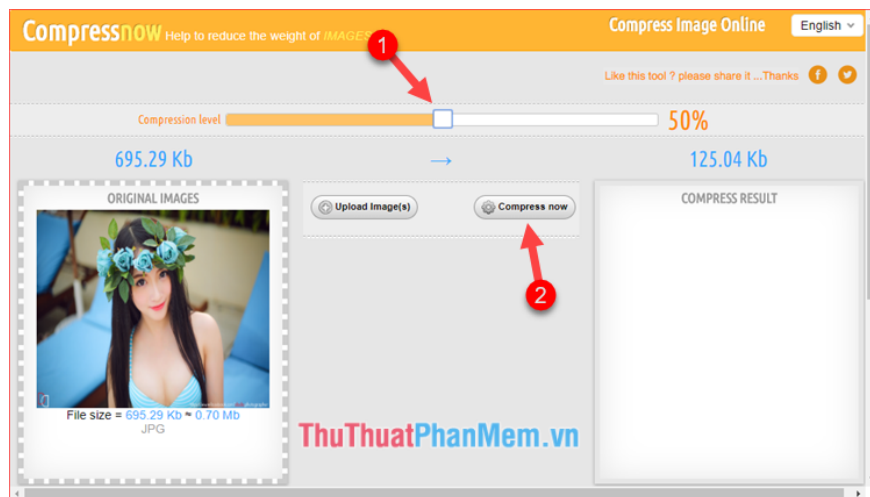 Compressnow Help to reduce the weight of IMAGES
Compress Image Online
English
1
Like this tool ? please share it ...Thanks
Compression level
50%
695.29 Kb
→
125.04 Kb
ORIGINAL IMAGES
Upload Image(s)
Compress now
COMPRESS RESULT
2
File size = 695.29 Kb ≈ 0.70 Mb
JPG
ThuThuatPhanMem.vn